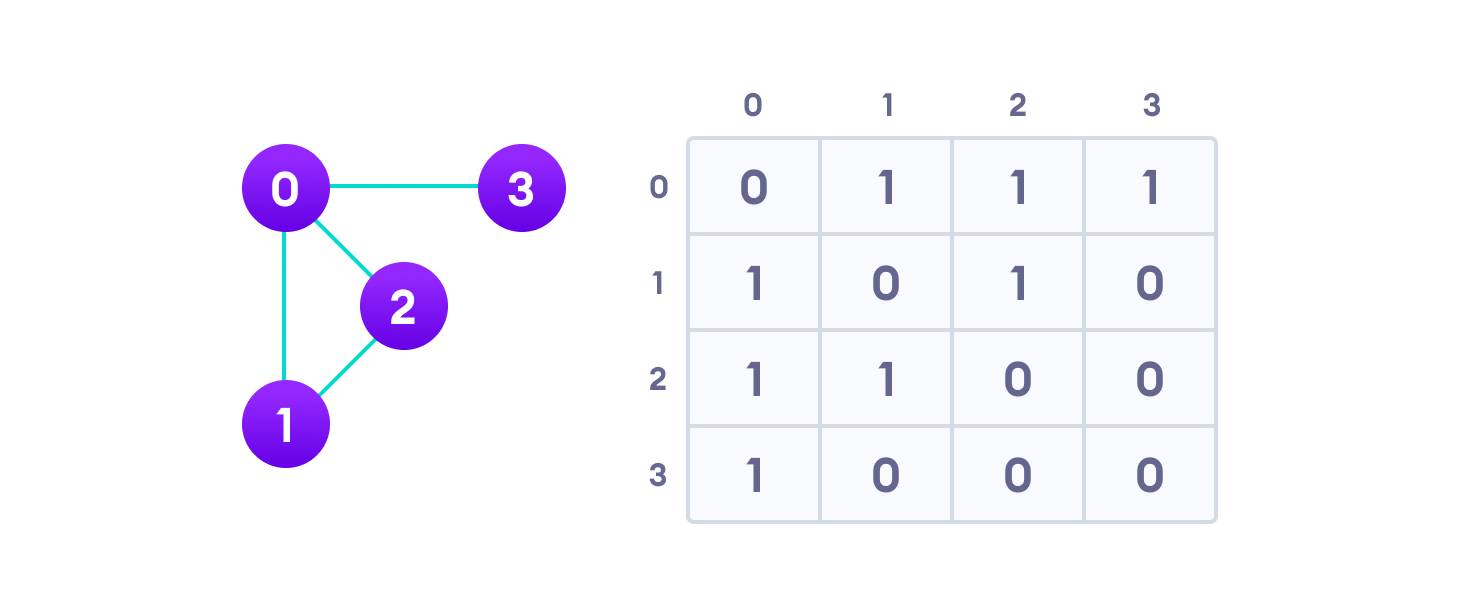 0
3
2
1
0 1 2 3
0 0 1 1 1
1 1 0 1 0
2 1 1 0 0
3 1 0 0 0